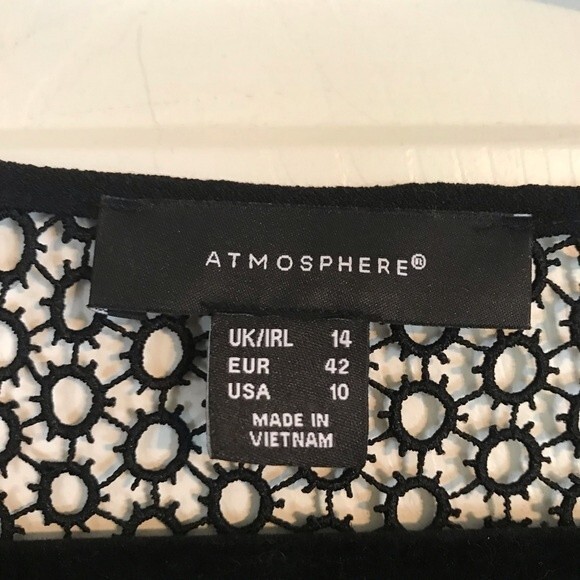 ATMOSPHERE®
UK/IRL 14
EUR 42
USA 10
MADE IN
VIETNAM